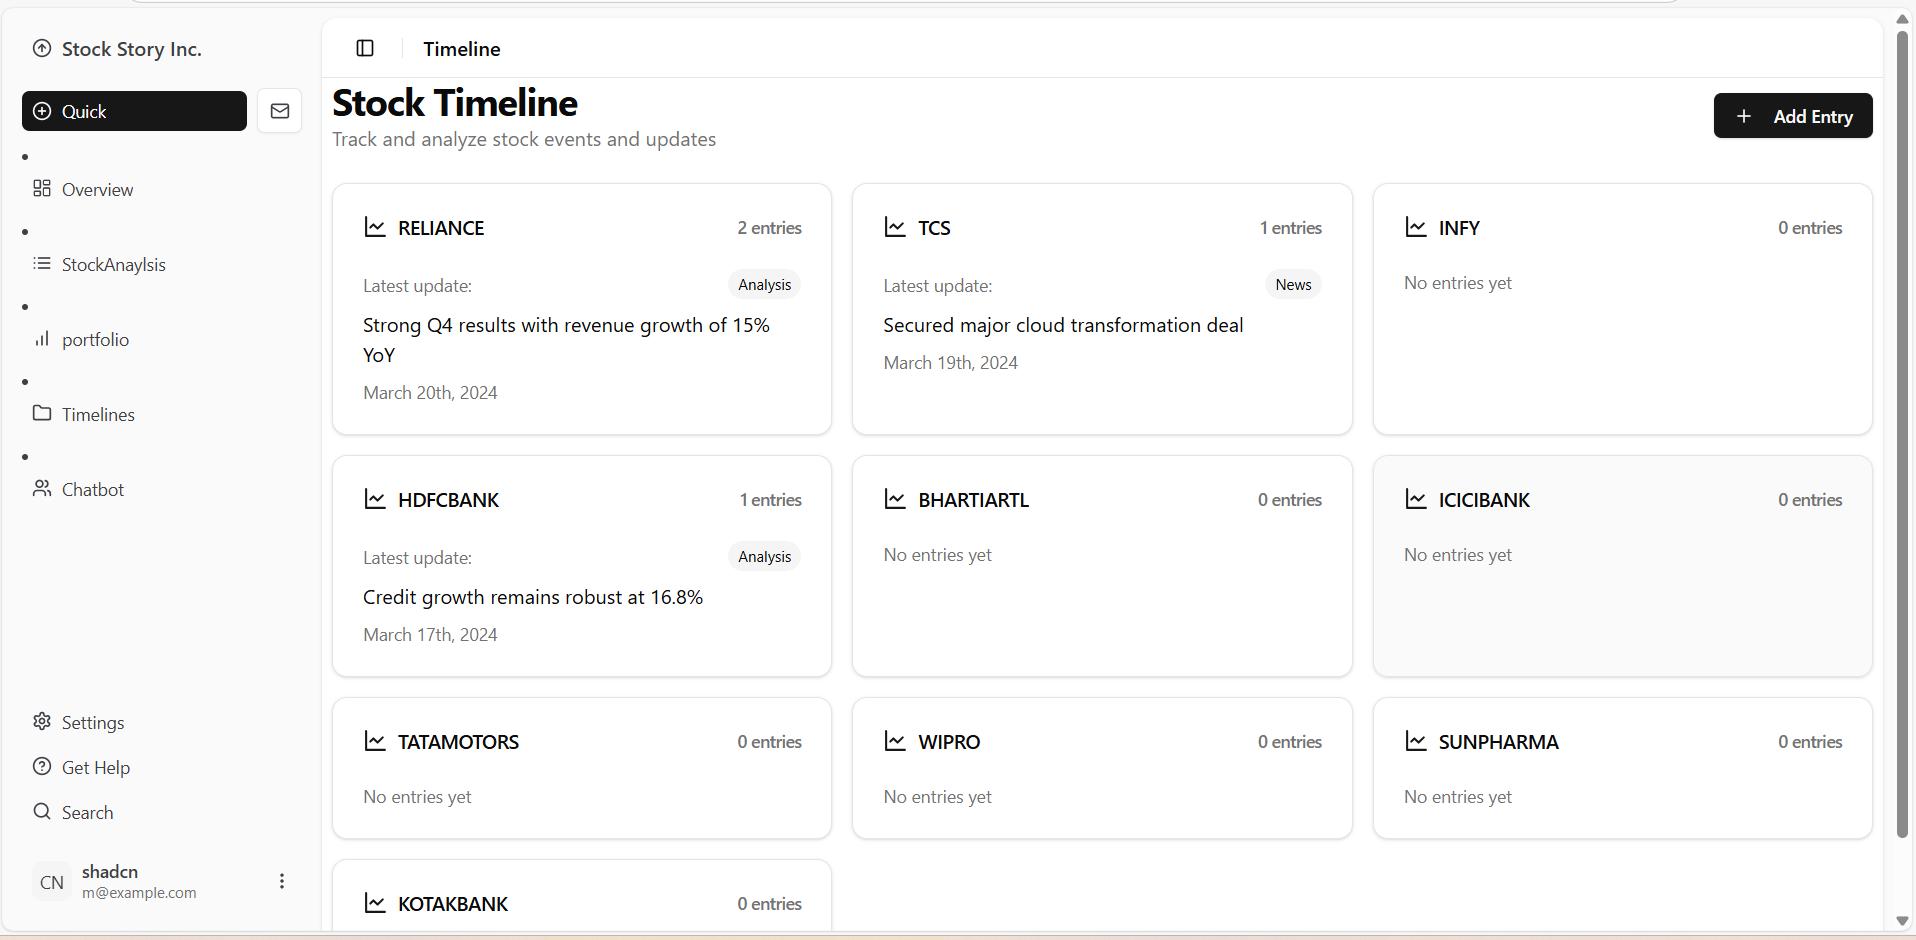 Stock Story Inc.
Quick
Overview
StockAnaylsis
portfolio
Timelines
Chatbot
Settings
Get Help
Search
CN
shadcn
m@example.com
Timeline
Stock Timeline
Track and analyze stock events and updates
Add Entry
RELIANCE 2 entries
Latest update: Analysis
Strong Q4 results with revenue growth of 15%
YoY
March 20th, 2024
TCS 1 entries
Latest update: News
Secured major cloud transformation deal
March 19th, 2024
INFY 0 entries
No entries yet
HDFCBANK 1 entries
Latest update: Analysis
Credit growth remains robust at 16.8%
March 17th, 2024
BHARTIARTL 0 entries
No entries yet
ICICIBANK 0 entries
No entries yet
TATAMOTORS 0 entries
No entries yet
WIPRO 0 entries
No entries yet
SUNPHARMA 0 entries
No entries yet
KOTAKBANK 0 entries